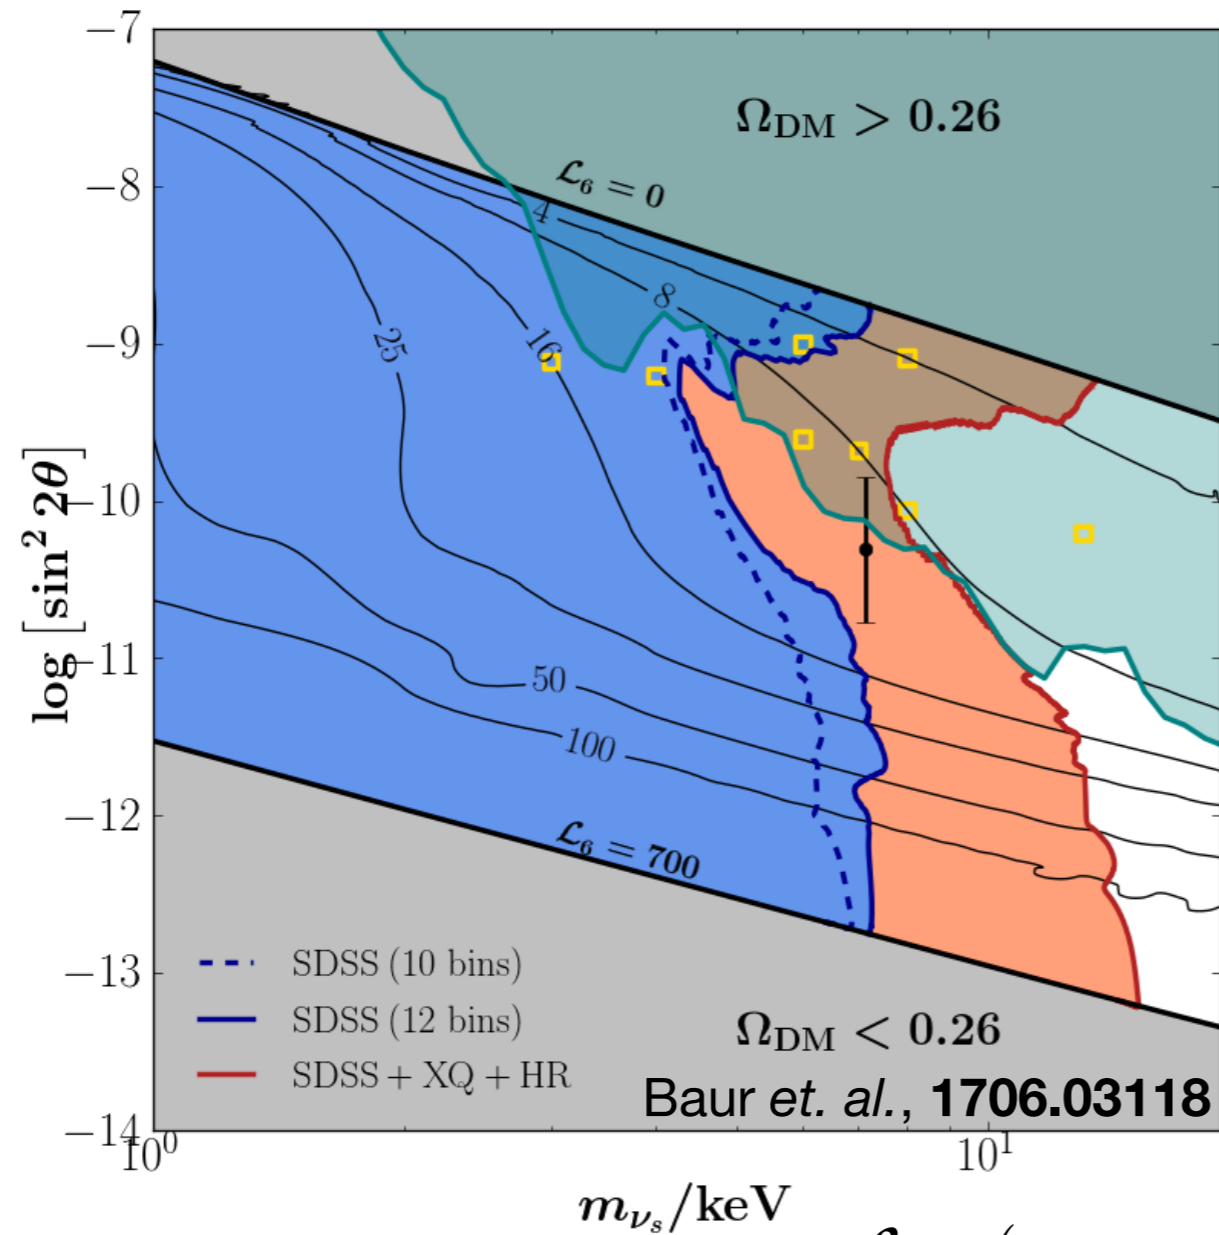 −7
Ω_DM > 0.26
𝓛₆ = 0
−8
4
8
25
16
−9
log [sin² 2θ]
−10
−11
50
100
−12
𝓛₆ = 700
SDSS (10 bins)
−13
SDSS (12 bins)
Ω_DM < 0.26
SDSS + XQ + HR
Baur et. al., 1706.03118
−14
10⁰
10¹
m_νₛ/keV